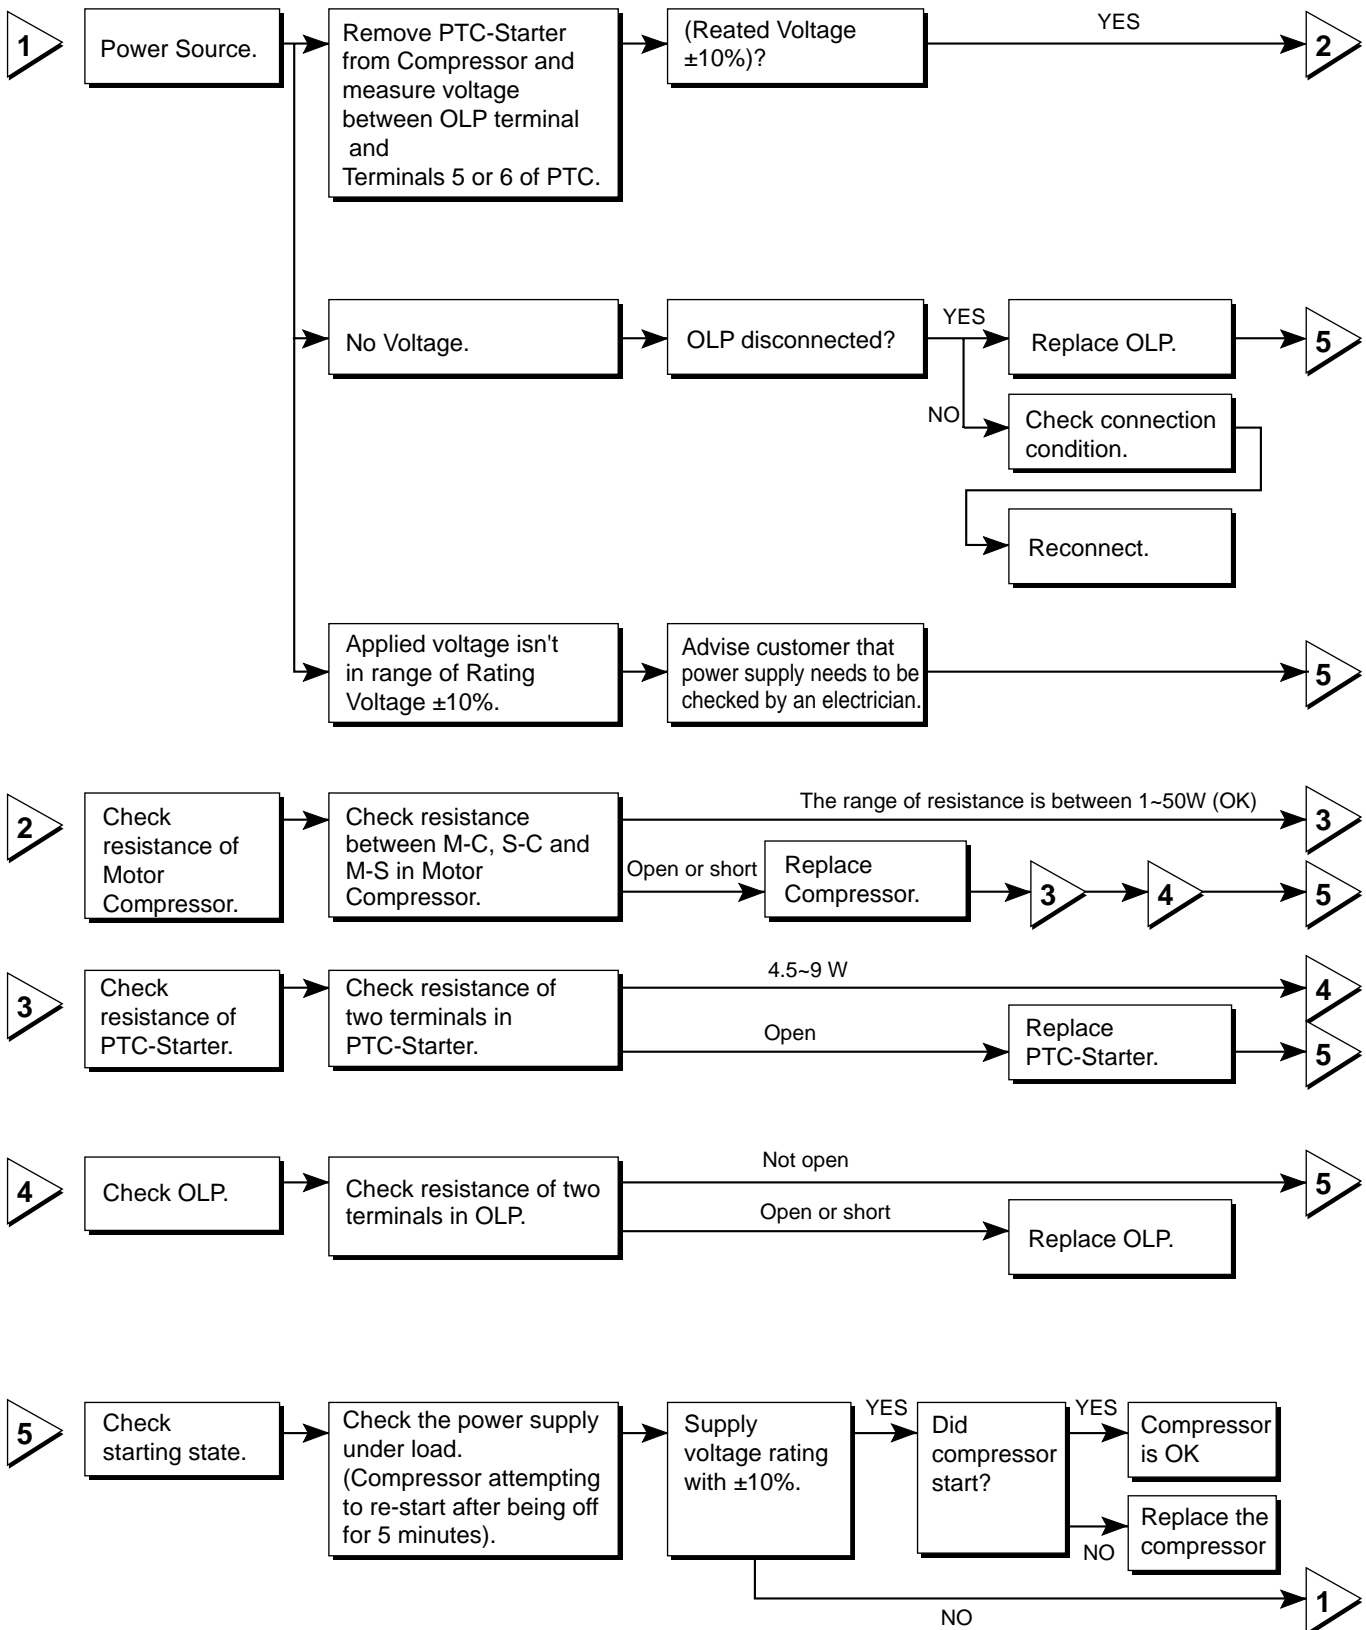 1
Power Source.
Remove PTC-Starter
from Compressor and
measure voltage
between OLP terminal
and
Terminals 5 or 6 of PTC.
(Reated Voltage
±10%)?
YES
2
No Voltage.
OLP disconnected?
YES
Replace OLP.
5
NO
Check connection
condition.
Reconnect.
Applied voltage isn't
in range of Rating
Voltage ±10%.
Advise customer that
power supply needs to be
checked by an electrician.
5
2
Check
resistance of
Motor
Compressor.
Check resistance
between M-C, S-C and
M-S in Motor
Compressor.
The range of resistance is between 1~50W (OK)
3
Open or short
Replace
Compressor.
3
4
5
3
Check
resistance of
PTC-Starter.
Check resistance of
two terminals in
PTC-Starter.
4.5~9 W
4
Open
Replace
PTC-Starter.
5
4
Check OLP.
Check resistance of two
terminals in OLP.
Not open
5
Open or short
Replace OLP.
5
Check
starting state.
Check the power supply
under load.
(Compressor attempting
to re-start after being off
for 5 minutes).
Supply
voltage rating
with ±10%.
YES
Did
compressor
start?
YES
Compressor
is OK
NO
Replace the
compressor
NO
1